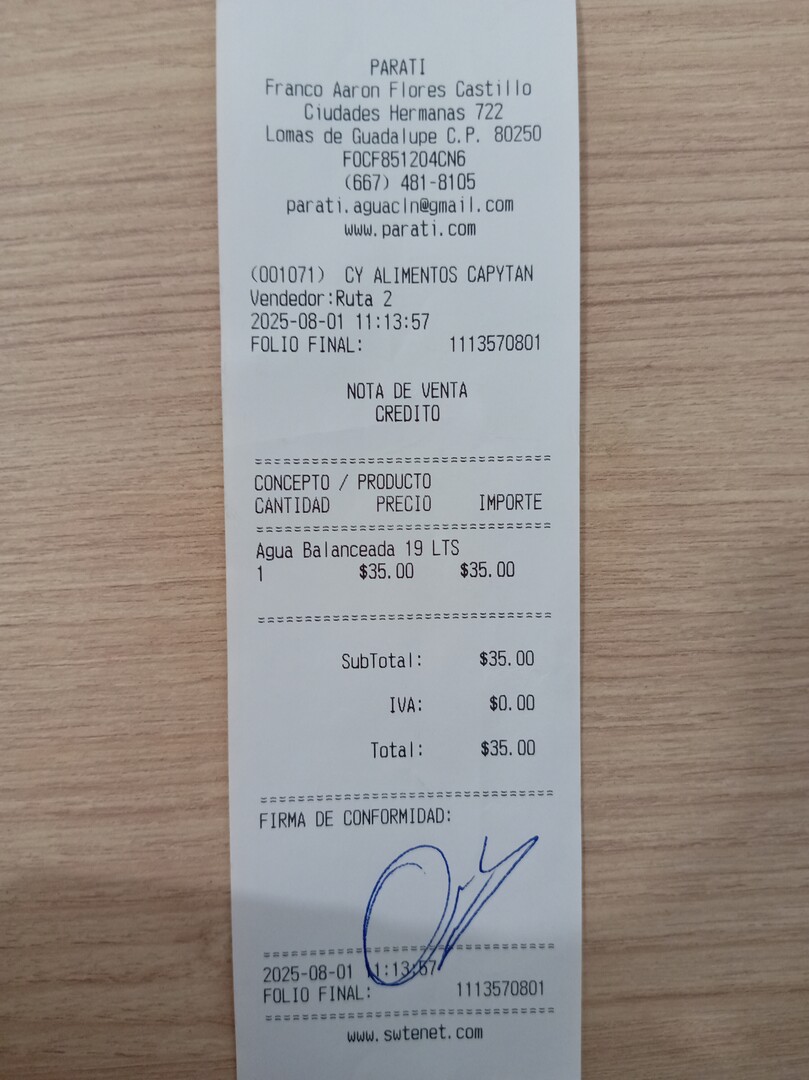 PARATI
Franco Aaron Flores Castillo
Ciudades Hermanas 722
Lomas de Guadalupe C.P. 80250
FOCF851204CN6
(667) 481-8105
parati.aguacln@gmail.com
www.parati.com
(001071) CY ALIMENTOS CAPYTAN
Vendedor:Ruta 2
2025-08-01 11:13:57
FOLIO FINAL: 1113570801
NOTA DE VENTA
CREDITO
================================
CONCEPTO / PRODUCTO
CANTIDAD PRECIO IMPORTE
================================
Agua Balanceada 19 LTS
1 $35.00 $35.00
================================
SubTotal: $35.00
IVA: $0.00
Total: $35.00
================================
FIRMA DE CONFORMIDAD:
================================
2025-08-01 11:13:57
FOLIO FINAL: 1113570801
================================
www.swtenet.com